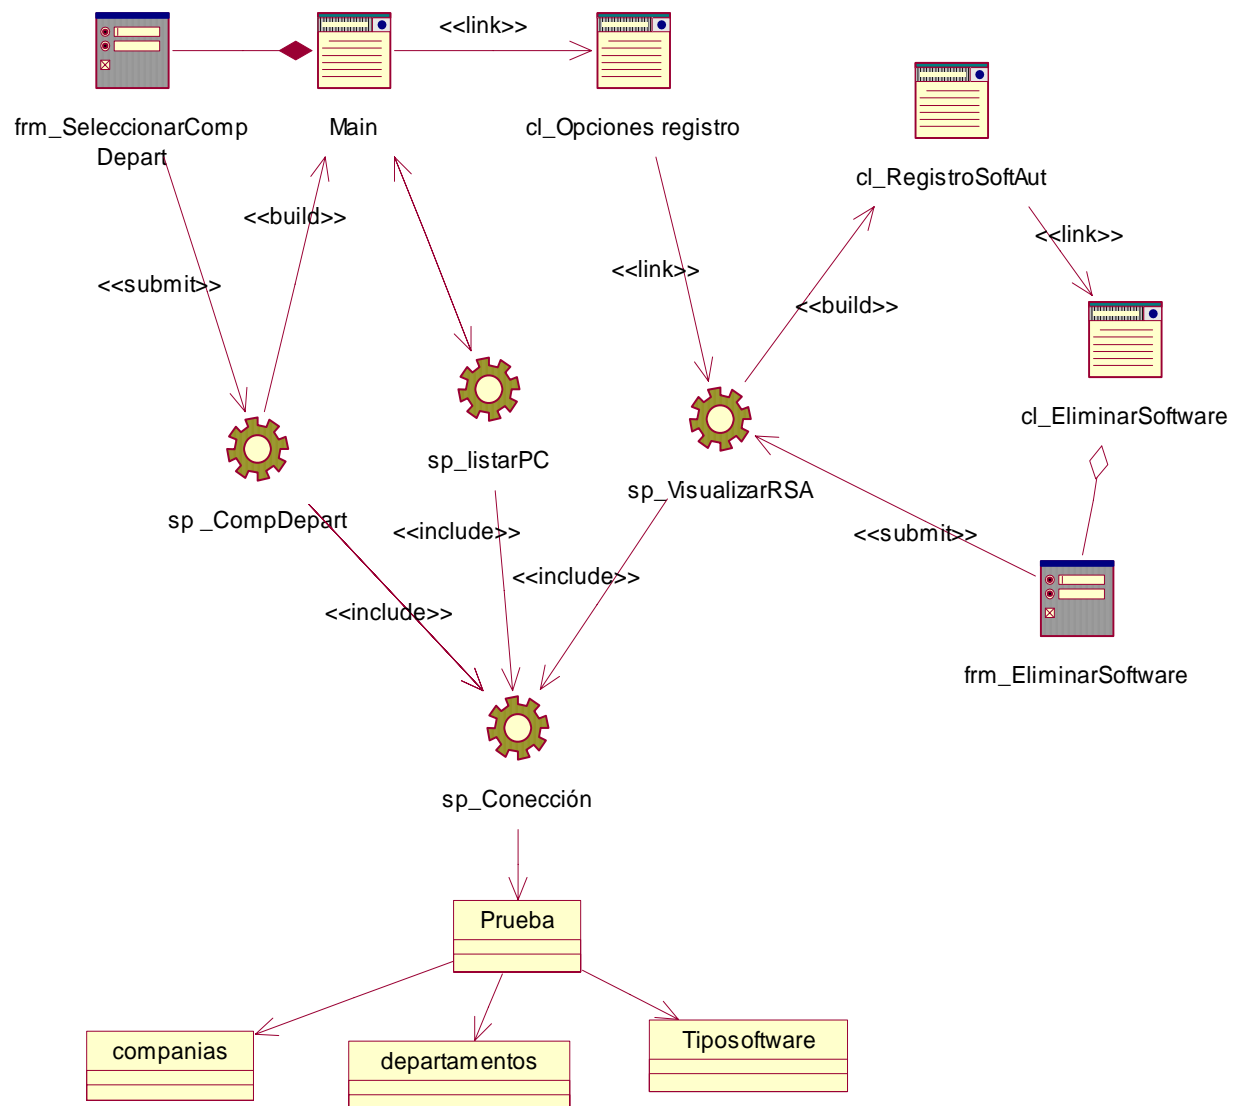 <<link>>
frm_SeleccionarComp
Depart
Main
cl_Opciones registro
cl_RegistroSoftAut
<<build>>
<<link>>
<<submit>>
<<link>>
<<build>>
cl_EliminarSoftware
sp_listarPC
sp_VisualizarRSA
sp _CompDepart
<<include>>
<<submit>>
<<include>>
<<include>>
frm_EliminarSoftware
sp_Conección
Prueba
companias
departamentos
Tiposoftware